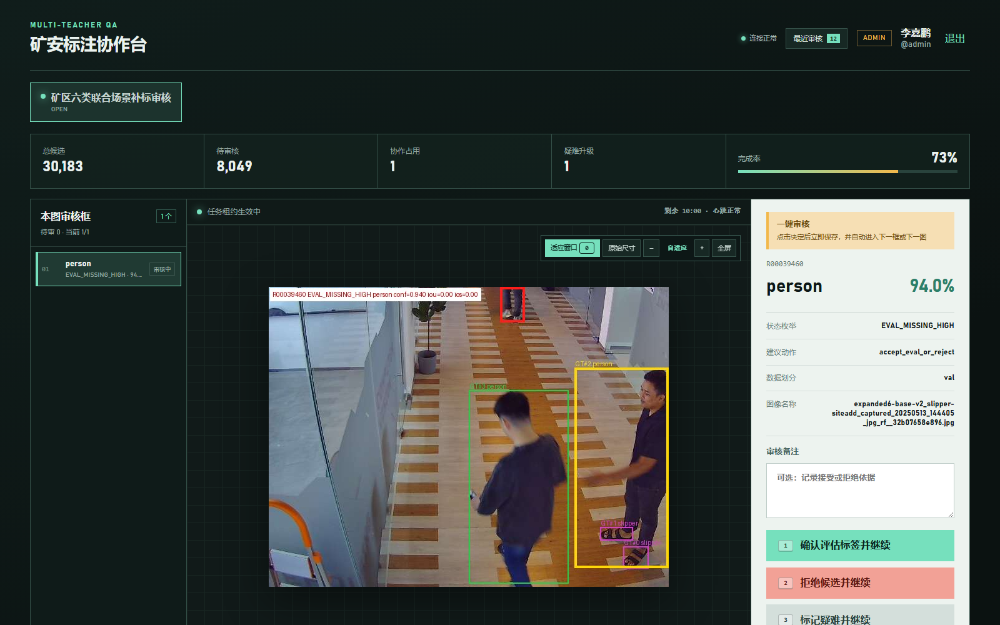 MULTI-TEACHER QA
矿安标注协作台
连接正常
最近审核 12
ADMIN
李嘉鹏
@admin
退出
矿区六类联合场景补标审核
OPEN
总候选
30,183
待审核
8,049
协作占用
1
疑难升级
1
完成率
73%
本图审核框
1个
待审 0 · 当前 1/1
01
person
EVAL_MISSING_HIGH · 94...
审核中
任务租约生效中
剩余 10:00 · 心跳正常
适应窗口 0
原始尺寸
−
自适应
+
全屏
R00039460 EVAL_MISSING_HIGH person conf=0.940 iou=0.00 ios=0.00
GT#2 person
GT#3 person
GT#1 slipper
GT#0 slipper
一键审核
点击决定后立即保存，并自动进入下一框或下一图
R00039460
person
94.0%
状态枚举
EVAL_MISSING_HIGH
建议动作
accept_eval_or_reject
数据划分
val
图像名称
expanded6-base-v2_slipper-
siteadd_captured_20250513_144405
_jpg_rf__32b07658e896.jpg
审核备注
可选：记录接受或拒绝依据
1 确认评估标签并继续
2 拒绝候选并继续
3 标记疑难并继续